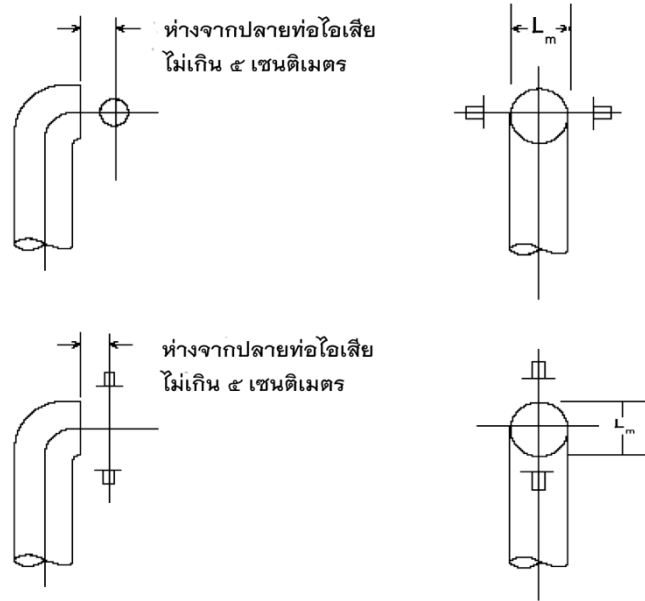 ห่างจากปลายท่อไอเสีย
ไม่เกิน ๕ เซนติเมตร
Lm
ห่างจากปลายท่อไอเสีย
ไม่เกิน ๕ เซนติเมตร
Lm